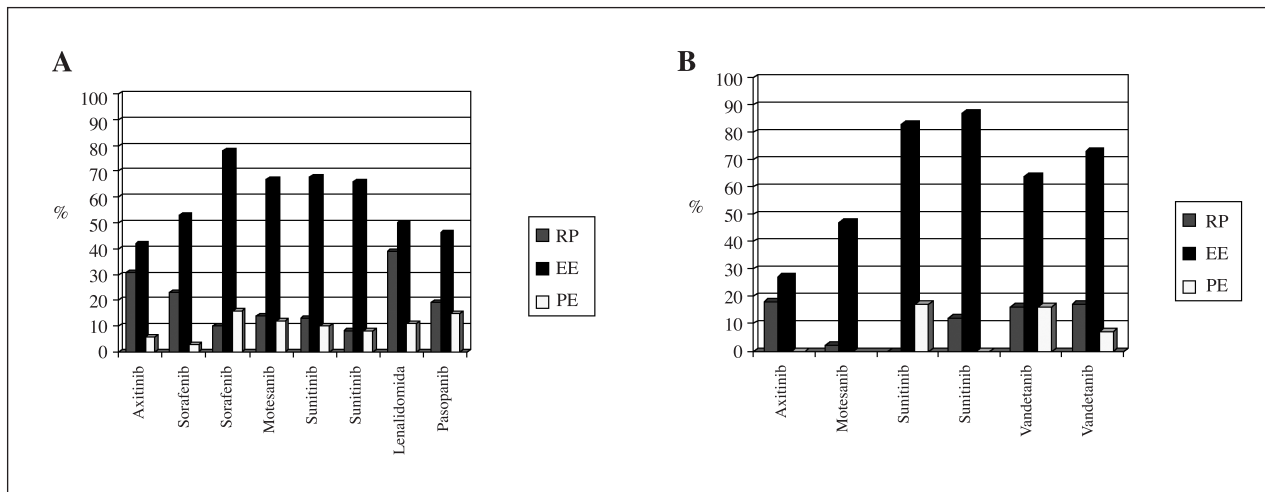 A
100
90
80
70
60
50
40
30
20
10
0
%
Axitinib
Sorafenib
Sorafenib
Motesanib
Sunitinib
Sunitinib
Lenalidomida
Pasopanib
RP
EE
PE
B
100
90
80
70
60
50
40
30
20
10
0
%
Axitinib
Motesanib
Sunitinib
Sunitinib
Vandetanib
Vandetanib
RP
EE
PE